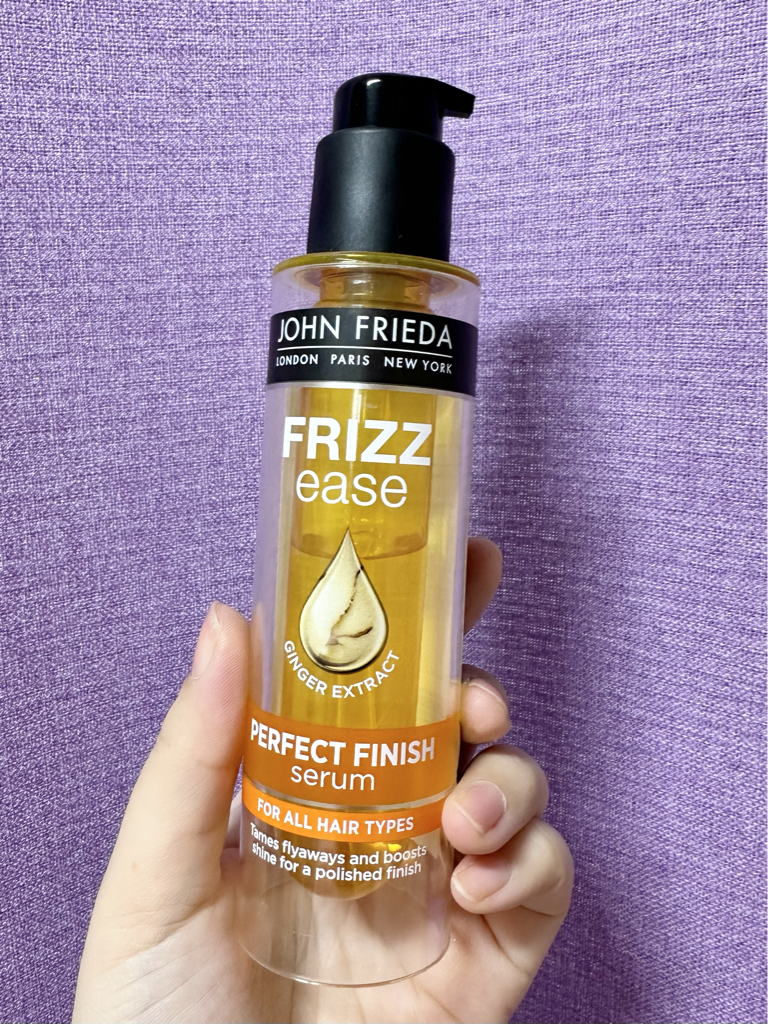 JOHN FRIEDA
LONDON PARIS NEW YORK
FRIZZ
ease
GINGER EXTRACT
PERFECT FINISH
serum
FOR ALL HAIR TYPES
Tames flyaways and boosts
shine for a polished finish